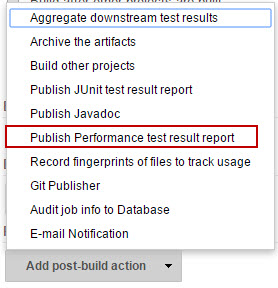 Aggregate downstream test results
Archive the artifacts
Build other projects
Publish JUnit test result report
Publish Javadoc
Publish Performance test result report
Record fingerprints of files to track usage
Git Publisher
Audit job info to Database
E-mail Notification
Add post-build action